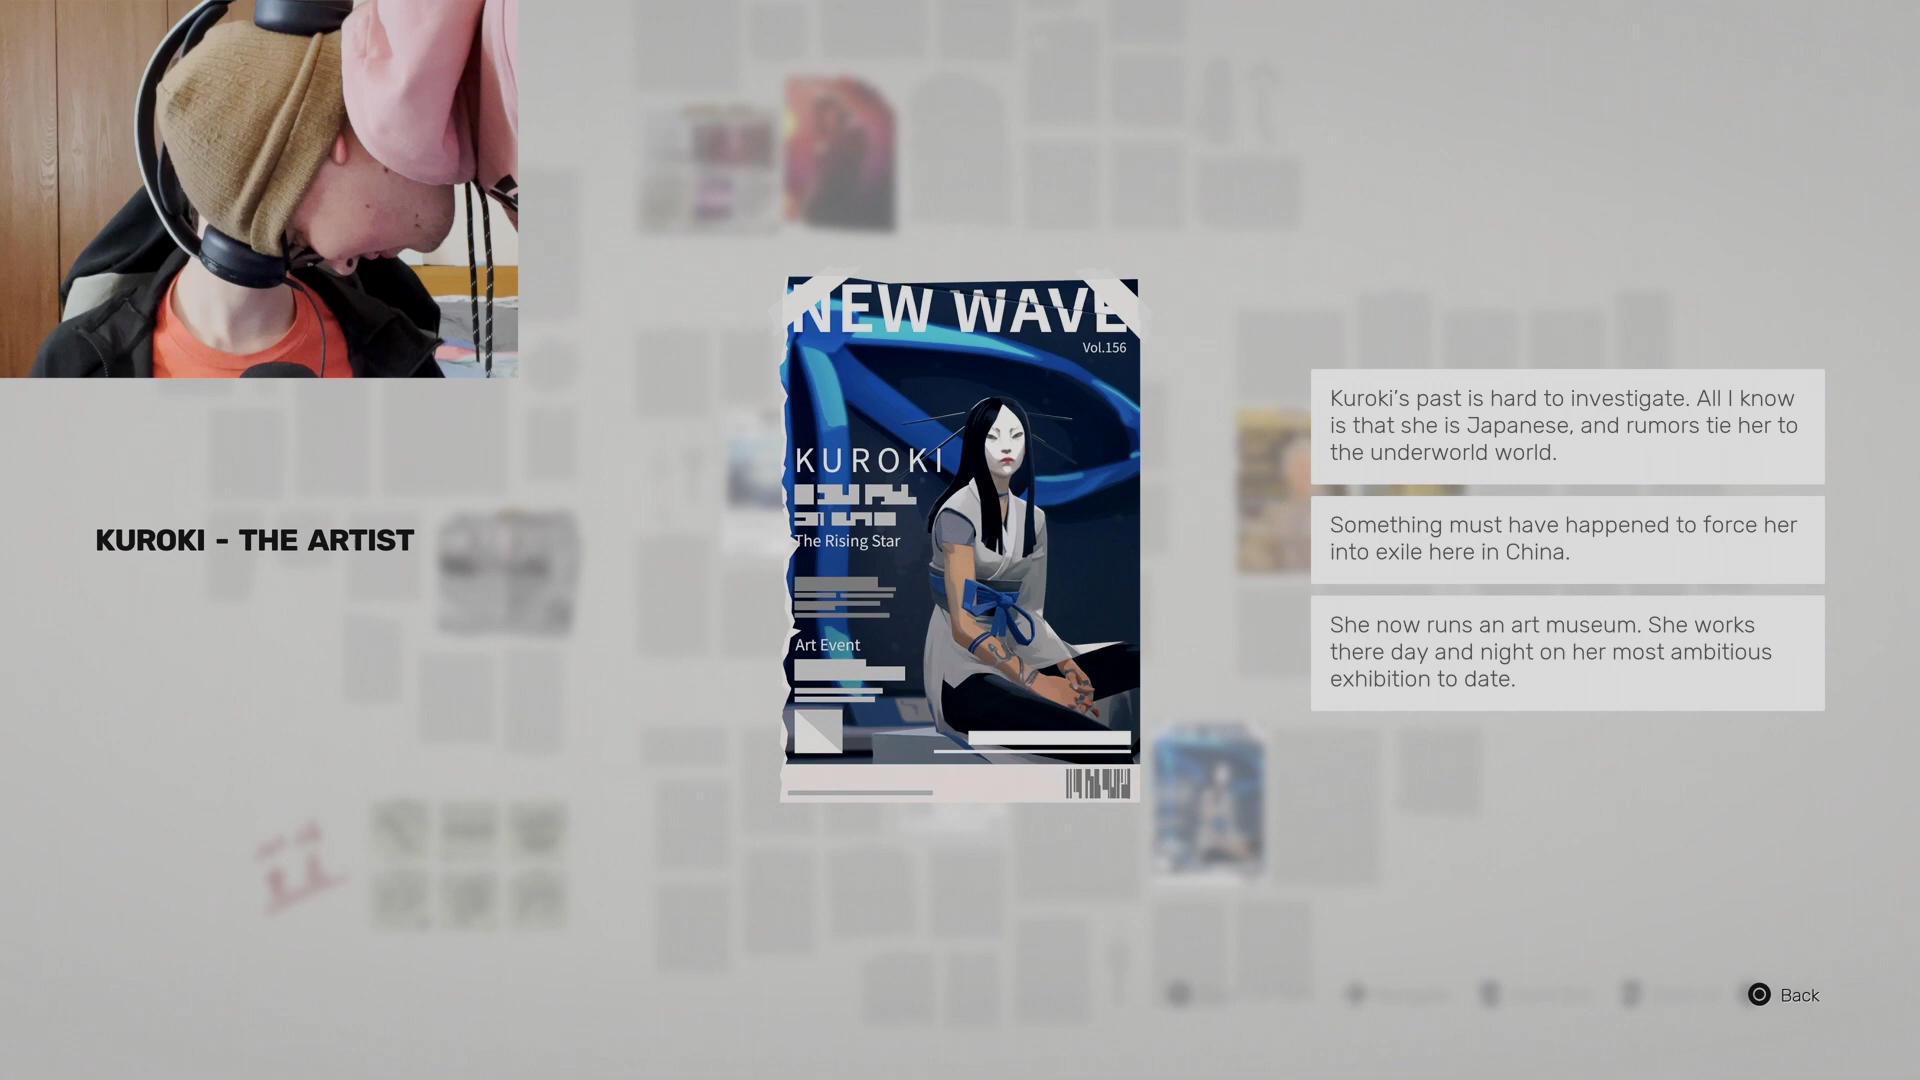 NEW WAVE
Vol.156
KUROKI
The Rising Star
Art Event
KUROKI - THE ARTIST
Kuroki's past is hard to investigate. All I know
is that she is Japanese, and rumors tie her to
the underworld world.
Something must have happened to force her
into exile here in China.
She now runs an art museum. She works
there day and night on her most ambitious
exhibition to date.
Back